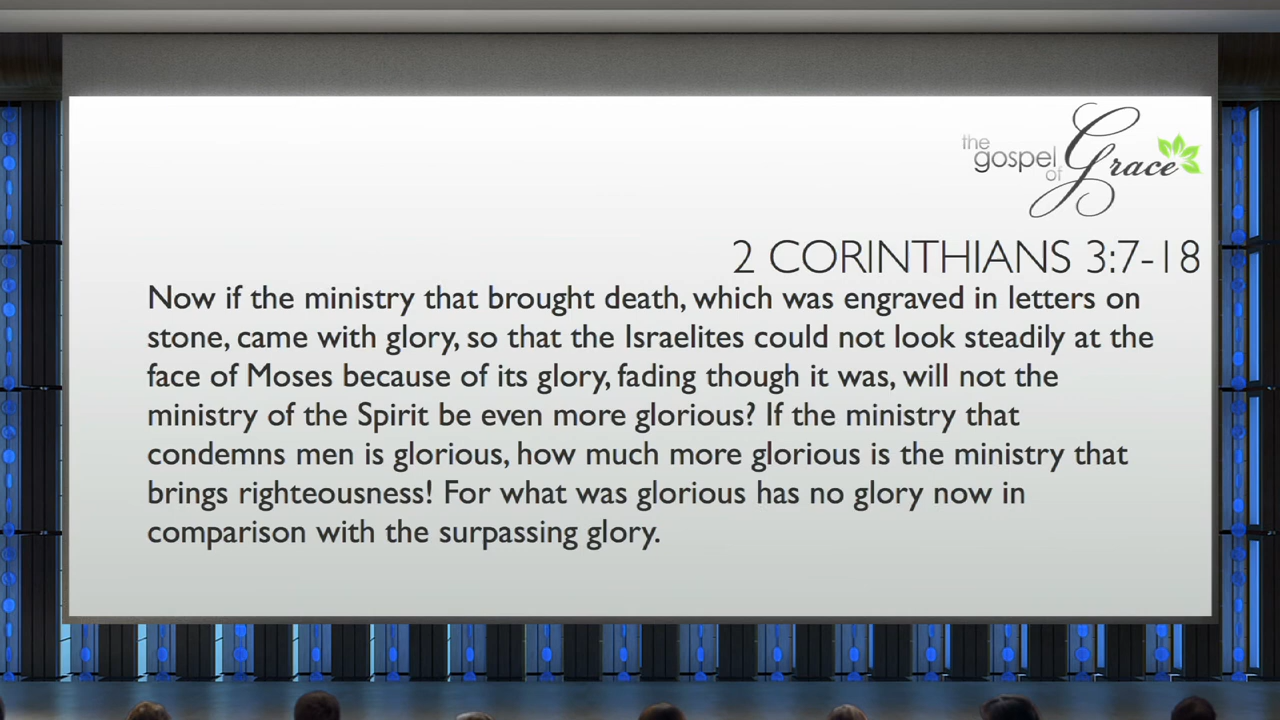 the
gospel
of
Grace
2 CORINTHIANS 3:7-18
Now if the ministry that brought death, which was engraved in letters on
stone, came with glory, so that the Israelites could not look steadily at the
face of Moses because of its glory, fading though it was, will not the
ministry of the Spirit be even more glorious? If the ministry that
condemns men is glorious, how much more glorious is the ministry that
brings righteousness! For what was glorious has no glory now in
comparison with the surpassing glory.